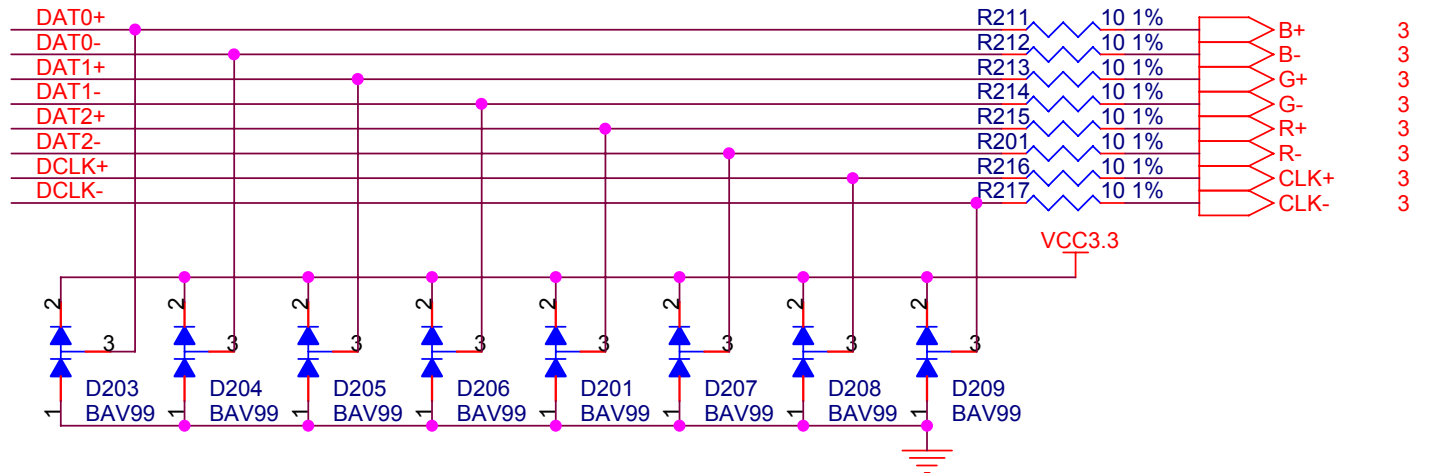 DAT0+ R211 10 1% B+ 3
DAT0- R212 10 1% B- 3
DAT1+ R213 10 1% G+ 3
DAT1- R214 10 1% G- 3
DAT2+ R215 10 1% R+ 3
DAT2- R201 10 1% R- 3
DCLK+ R216 10 1% CLK+ 3
DCLK- R217 10 1% CLK- 3
VCC3.3
2 2 2 2 2 2 2 2
3 3 3 3 3 3 3 3
D203 D204 D205 D206 D201 D207 D208 D209
1 BAV99 1 BAV99 1 BAV99 1 BAV99 1 BAV99 1 BAV99 1 BAV99 1 BAV99